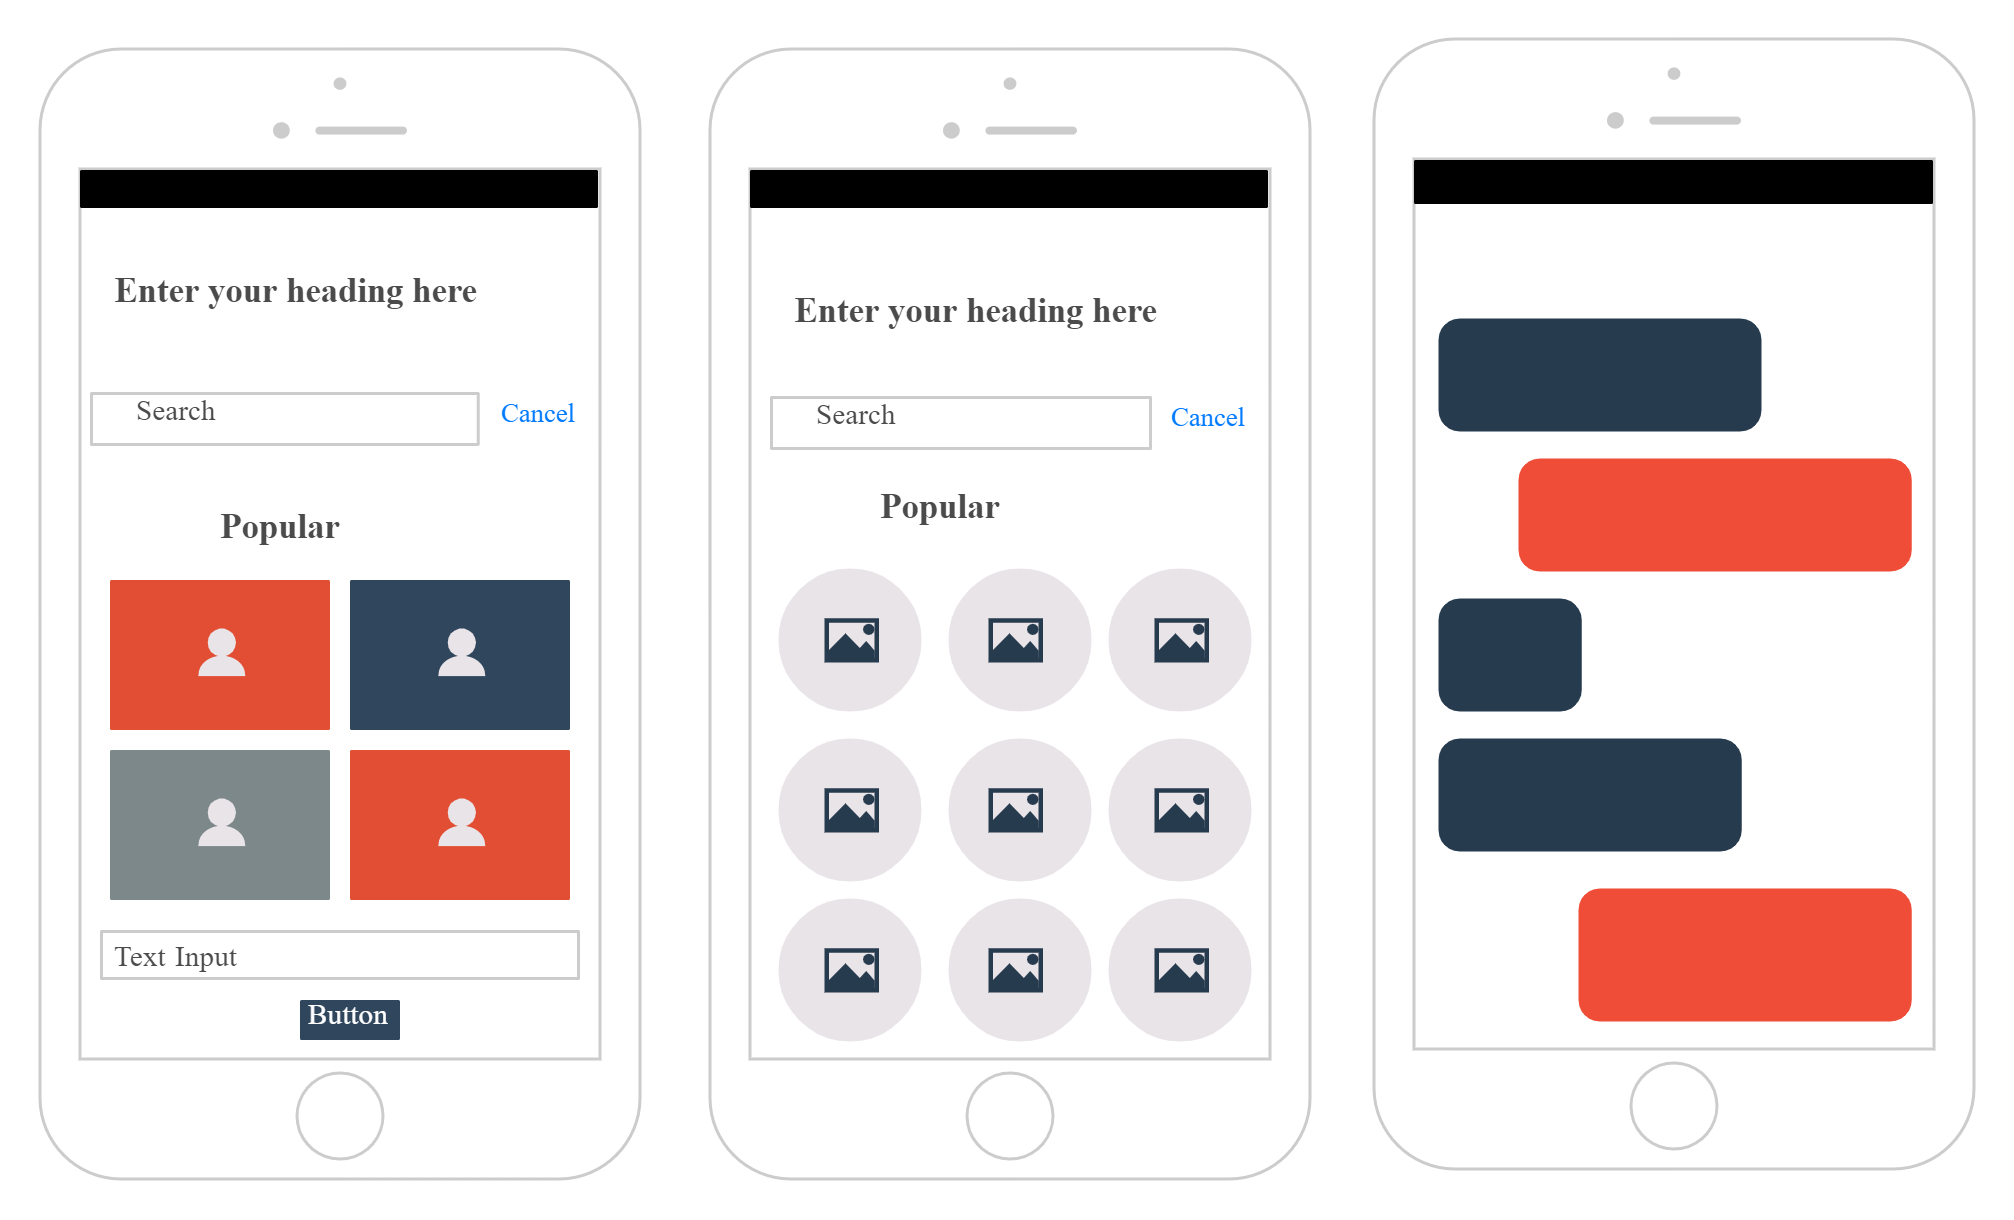 Enter your heading here
Search
Cancel
Popular
Text Input
Button
Enter your heading here
Search
Cancel
Popular